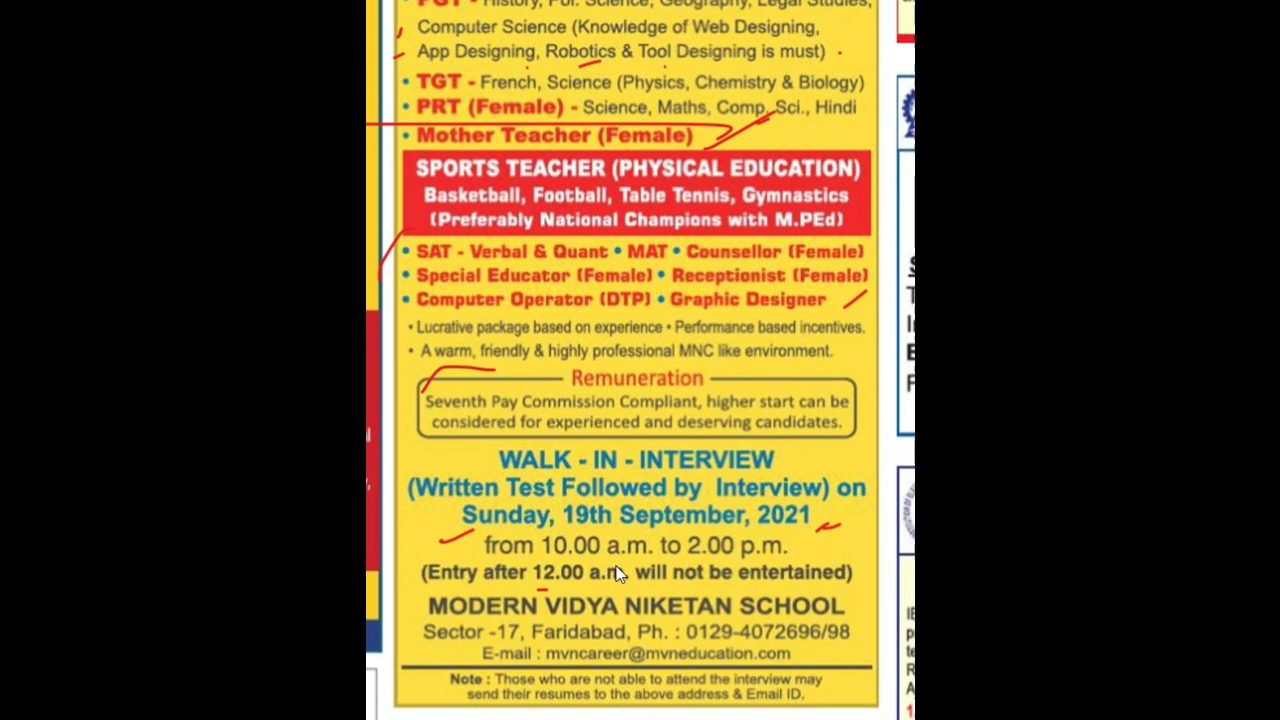 PGT - History, Pol. Science, Geography, Legal Studies,
Computer Science (Knowledge of Web Designing,
App Designing, Robotics & Tool Designing is must)
• TGT - French, Science (Physics, Chemistry & Biology)
• PRT (Female) - Science, Maths, Comp. Sci., Hindi
• Mother Teacher (Female)
SPORTS TEACHER (PHYSICAL EDUCATION)
Basketball, Football, Table Tennis, Gymnastics
(Preferably National Champions with M.PEd)
• SAT - Verbal & Quant • MAT • Counsellor (Female)
• Special Educator (Female) • Receptionist (Female)
• Computer Operator (DTP) • Graphic Designer
• Lucrative package based on experience • Performance based incentives.
• A warm, friendly & highly professional MNC like environment.
Remuneration
Seventh Pay Commission Compliant, higher start can be
considered for experienced and deserving candidates.
WALK - IN - INTERVIEW
(Written Test Followed by Interview) on
Sunday, 19th September, 2021
from 10.00 a.m. to 2.00 p.m.
(Entry after 12.00 a.m. will not be entertained)
MODERN VIDYA NIKETAN SCHOOL
Sector -17, Faridabad, Ph. : 0129-4072696/98
E-mail : mvncareer@mvneducation.com
Note : Those who are not able to attend the interview may
send their resumes to the above address & Email ID.